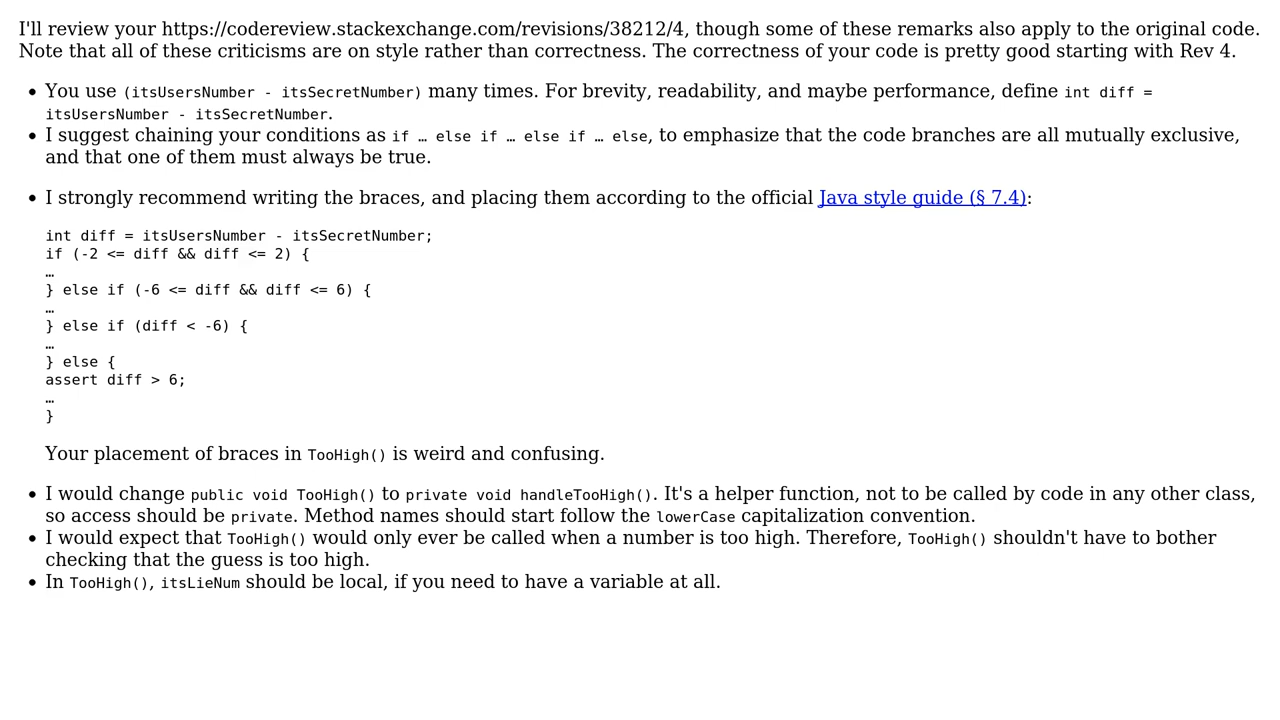 I'll review your https://codereview.stackexchange.com/revisions/38212/4, though some of these remarks also apply to the original code.
Note that all of these criticisms are on style rather than correctness. The correctness of your code is pretty good starting with Rev 4.
• You use (itsUsersNumber - itsSecretNumber) many times. For brevity, readability, and maybe performance, define int diff =
itsUsersNumber - itsSecretNumber.
• I suggest chaining your conditions as if … else if … else if … else, to emphasize that the code branches are all mutually exclusive,
and that one of them must always be true.
• I strongly recommend writing the braces, and placing them according to the official Java style guide (§ 7.4):
int diff = itsUsersNumber - itsSecretNumber;
if (-2 <= diff && diff <= 2) {
…
} else if (-6 <= diff && diff <= 6) {
…
} else if (diff < -6) {
…
} else {
assert diff > 6;
…
}
Your placement of braces in TooHigh() is weird and confusing.
• I would change public void TooHigh() to private void handleTooHigh(). It's a helper function, not to be called by code in any other class,
so access should be private. Method names should start follow the lowerCase capitalization convention.
• I would expect that TooHigh() would only ever be called when a number is too high. Therefore, TooHigh() shouldn't have to bother
checking that the guess is too high.
• In TooHigh(), itsLieNum should be local, if you need to have a variable at all.